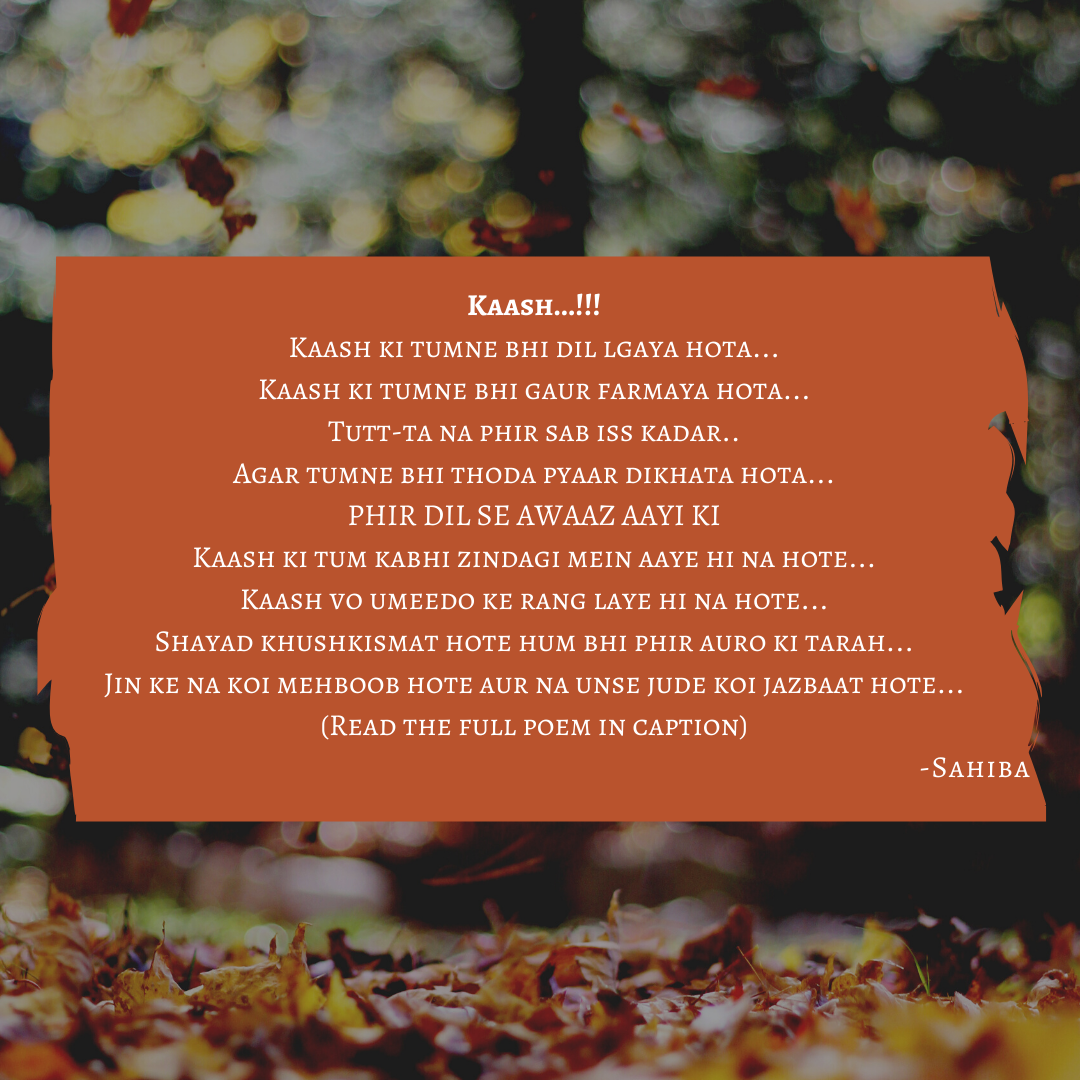 Kaash...!!!
Kaash ki tumne bhi dil lgaya hota...
Kaash ki tumne bhi gaur farmaya hota...
Tutt-ta na phir sab iss kadar..
Agar tumne bhi thoda pyaar dikhata hota...
PHIR DIL SE AWAAZ AAYI KI
Kaash ki tum kabhi zindagi mein aaye hi na hote...
Kaash vo umeedo ke rang laye hi na hote...
Shayad khushkismat hote hum bhi phir auro ki tarah...
Jin ke na koi mehboob hote aur na unse jude koi jazbaat hote...
(Read the full poem in caption)
-Sahiba